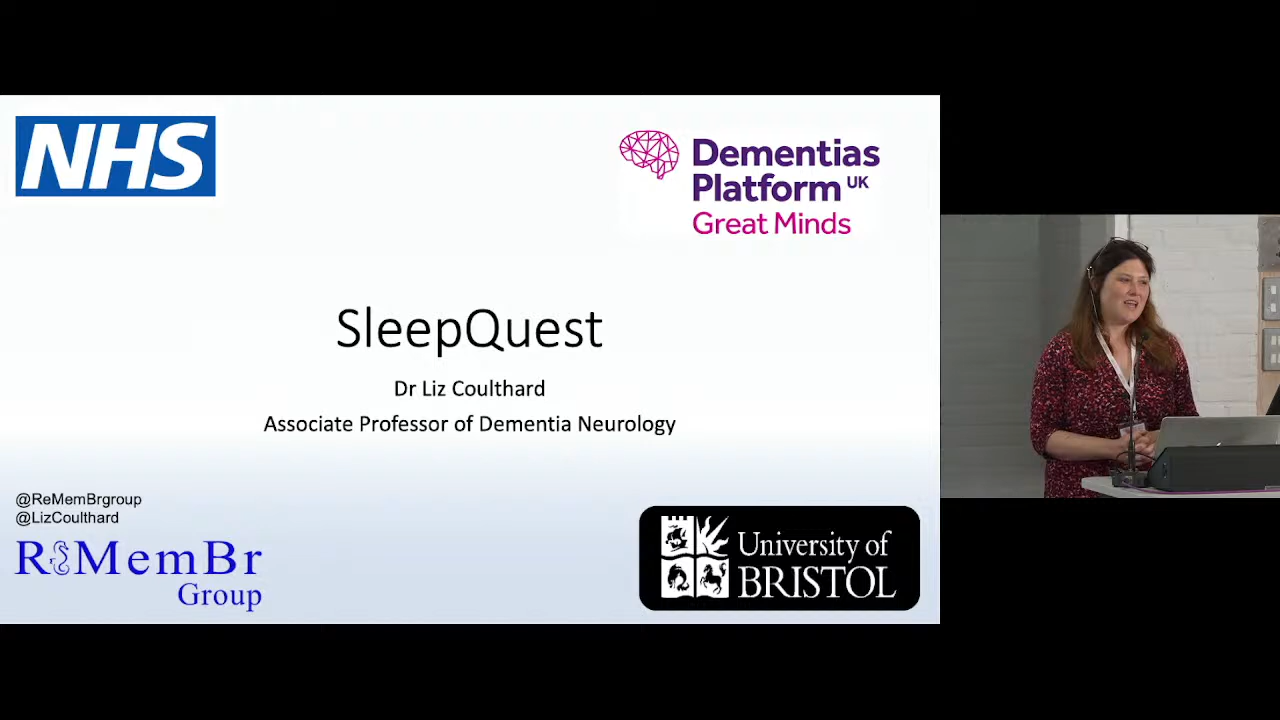 NHS
Dementias
Platform UK
Great Minds
SleepQuest
Dr Liz Coulthard
Associate Professor of Dementia Neurology
@ReMemBrgroup
@LizCoulthard
ReMemBr
Group
University of
BRISTOL